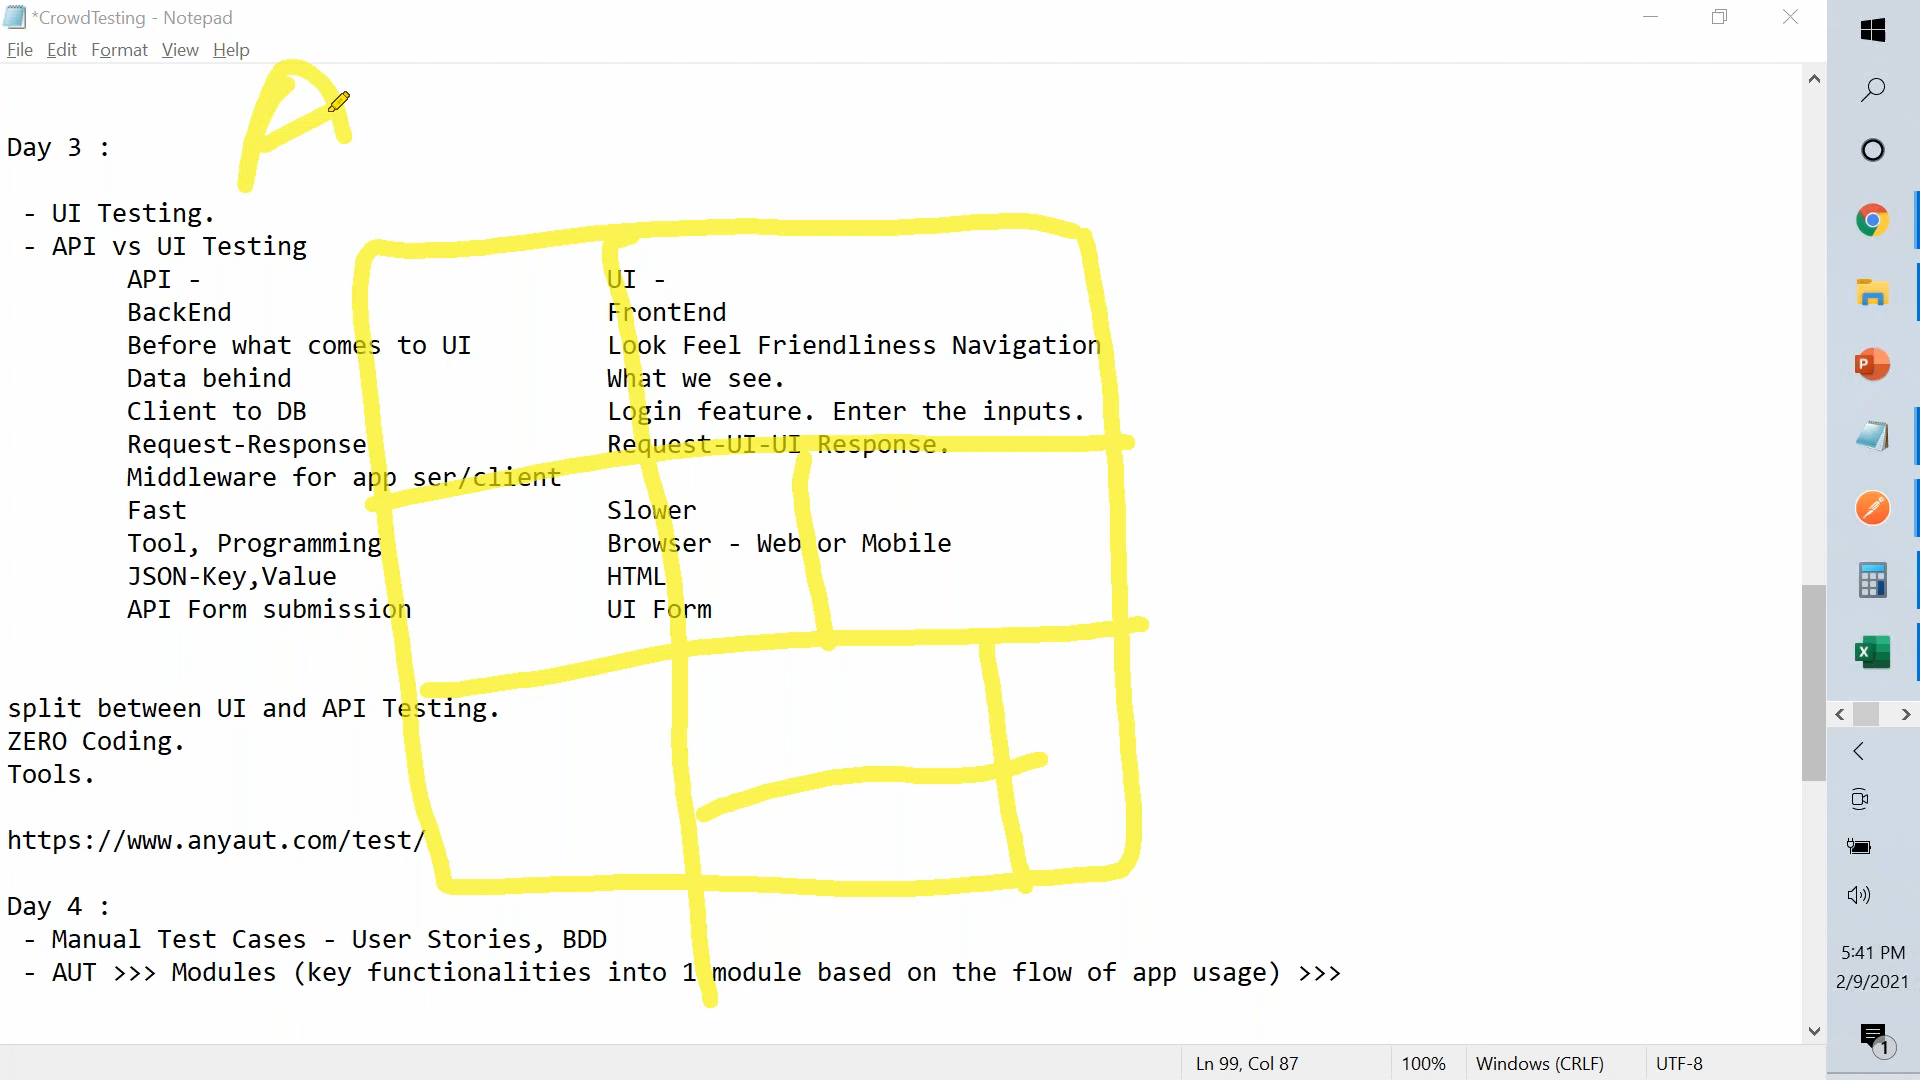 *CrowdTesting - Notepad
File Edit Format View Help
A
Day 3 :
- UI Testing.
- API vs UI Testing
API - UI -
BackEnd FrontEnd
Before what comes to UI Look Feel Friendliness Navigation
Data behind What we see.
Client to DB Login feature. Enter the inputs.
Request-Response Request-UI-UI Response.
Middleware for app ser/client
Fast Slower
Tool, Programming Browser - Web or Mobile
JSON-Key,Value HTML
API Form submission UI Form
split between UI and API Testing.
ZERO Coding.
Tools.
https://www.anyaut.com/test/
Day 4 :
- Manual Test Cases - User Stories, BDD
- AUT >>> Modules (key functionalities into 1 module based on the flow of app usage) >>>
Ln 99, Col 87 100% Windows (CRLF) UTF-8
5:41 PM
2/9/2021
1